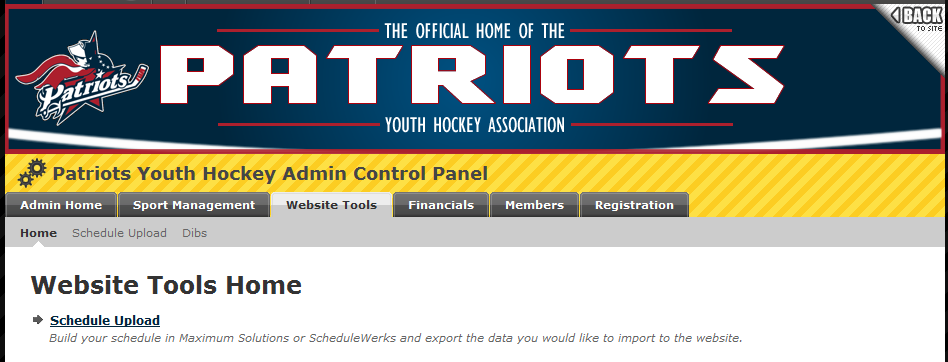 THE OFFICIAL HOME OF THE
BACK
TO SITE
Patriots
PATRIOTS
YOUTH HOCKEY ASSOCIATION
Patriots Youth Hockey Admin Control Panel
Admin Home Sport Management Website Tools Financials Members Registration
Home Schedule Upload Dibs
Website Tools Home
Schedule Upload
Build your schedule in Maximum Solutions or ScheduleWerks and export the data you would like to import to the website.